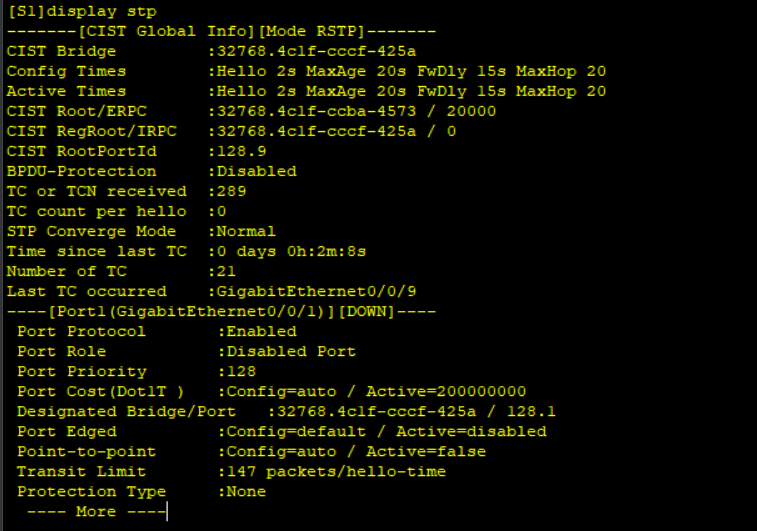 [S1]display stp
-------[CIST Global Info][Mode RSTP]-------
CIST Bridge         :32768.4c1f-cccf-425a
Config Times        :Hello 2s MaxAge 20s FwDly 15s MaxHop 20
Active Times        :Hello 2s MaxAge 20s FwDly 15s MaxHop 20
CIST Root/ERPC      :32768.4c1f-ccba-4573 / 20000
CIST RegRoot/IRPC   :32768.4c1f-cccf-425a / 0
CIST RootPortId     :128.9
BPDU-Protection     :Disabled
TC or TCN received  :289
TC count per hello  :0
STP Converge Mode   :Normal
Time since last TC  :0 days 0h:2m:8s
Number of TC        :21
Last TC occurred    :GigabitEthernet0/0/9
----[Port1(GigabitEthernet0/0/1)][DOWN]----
 Port Protocol       :Enabled
 Port Role           :Disabled Port
 Port Priority       :128
 Port Cost(Dot1T )   :Config=auto / Active=200000000
 Designated Bridge/Port   :32768.4c1f-cccf-425a / 128.1
 Port Edged          :Config=default / Active=disabled
 Point-to-point      :Config=auto / Active=false
 Transit Limit       :147 packets/hello-time
 Protection Type     :None
  ---- More ----